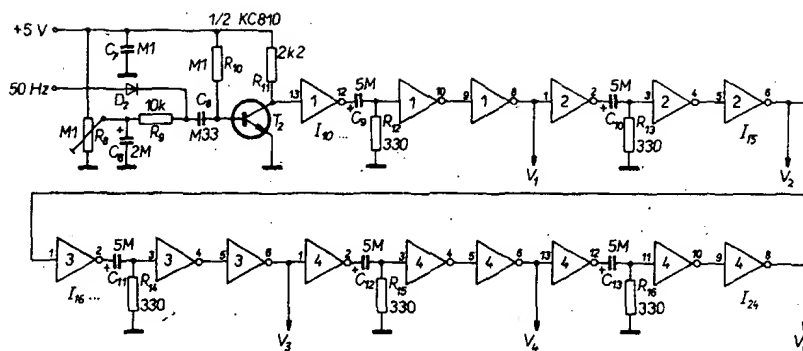 1/2 KC810
+5 V
C7 M1
M1 R10
2k2 R11
50 Hz
D2
10k
R9
C8
M33
T2
M1 R8
C8 2M
13 1 12 5M 1 10 9 1 8
C9 R12 330
I10...
V1
1 2 2 5M 3 2 4 5 2 6
C10 R13 330
I15
V2
1 3 2 5M 3 3 4 5 3 6
C11 R14 330
I16...
V3
1 4 2 5M 3 4 4 5 4 6
C12 R15 330
V4
13 4 12 5M 11 4 10 9 4 8
C13 R16 330
I24